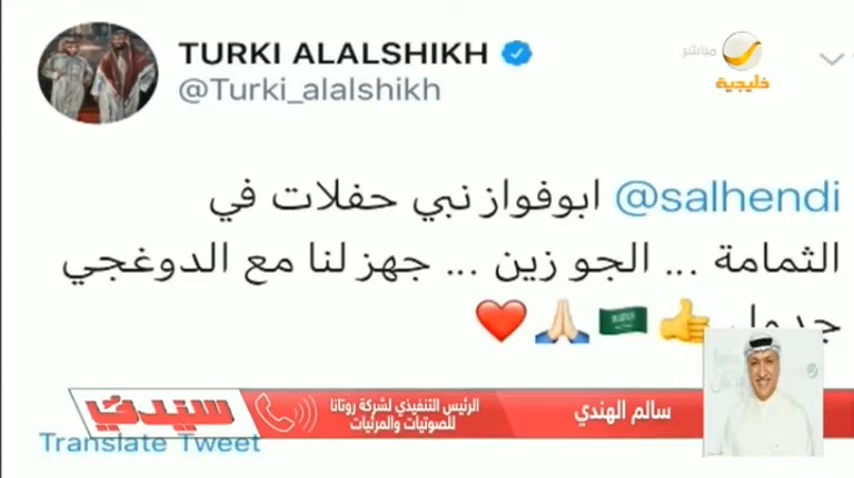 TURKI ALALSHIKH
@Turki_alalshikh
مباشر
خليجية
@salhendi ابوفواز نبي حفلات في
الثمامة ... الجو زين ... جهز لنا مع الدوغجي
جدول 👍🇸🇦🙏🏻❤️
سالم الهندي
الرئيس التنفيذي لشركة روتانا
للصوتيات والمرئيات
سيدتي
Translate Tweet